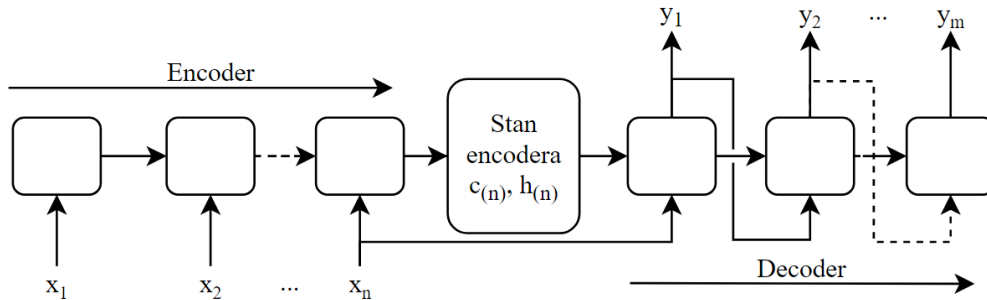 y1 y2 ... ym
Encoder
Stan
encodera
c(n), h(n)
x1 x2 ... xn
Decoder